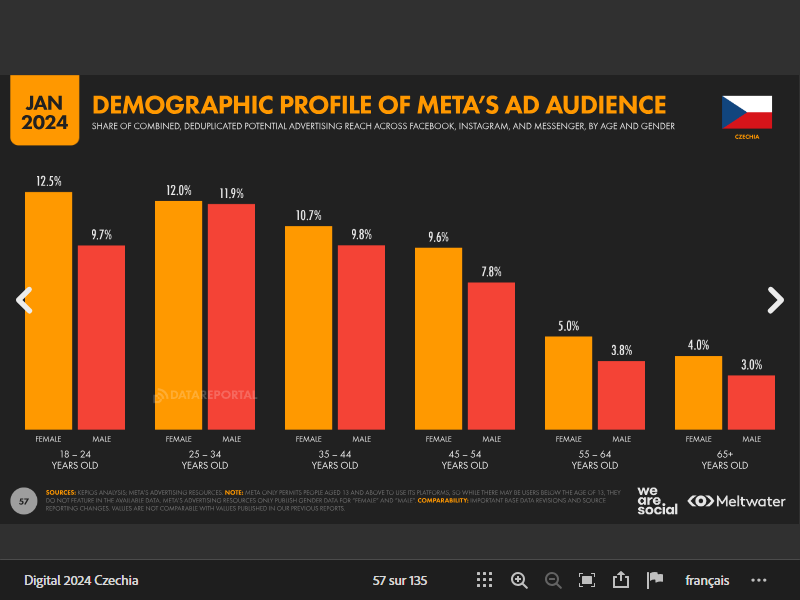 JAN
2024
DEMOGRAPHIC PROFILE OF META'S AD AUDIENCE
SHARE OF COMBINED, DEDUPLICATED POTENTIAL ADVERTISING REACH ACROSS FACEBOOK, INSTAGRAM, AND MESSENGER, BY AGE AND GENDER
CZECHIA
12.5%
9.7%
12.0%
11.9%
10.7%
9.8%
9.6%
7.8%
5.0%
3.8%
4.0%
3.0%
DATAREPORTAL
FEMALE MALE FEMALE MALE FEMALE MALE FEMALE MALE FEMALE MALE FEMALE MALE
18 – 24
YEARS OLD
25 – 34
YEARS OLD
35 – 44
YEARS OLD
45 – 54
YEARS OLD
55 – 64
YEARS OLD
65+
YEARS OLD
57
SOURCES: KEPIOS ANALYSIS; META'S ADVERTISING RESOURCES. NOTE: META ONLY PERMITS PEOPLE AGED 13 AND ABOVE TO USE ITS PLATFORMS, SO WHILE THERE MAY BE USERS BELOW THE AGE OF 13, THEY
DO NOT FEATURE IN THE AVAILABLE DATA. META'S ADVERTISING RESOURCES ONLY PUBLISH GENDER DATA FOR "FEMALE" AND "MALE". COMPARABILITY: IMPORTANT BASE DATA REVISIONS AND SOURCE
REPORTING CHANGES. VALUES ARE NOT COMPARABLE WITH VALUES PUBLISHED IN OUR PREVIOUS REPORTS.
we
are.
social
Meltwater
Digital 2024 Czechia
57 sur 135
français